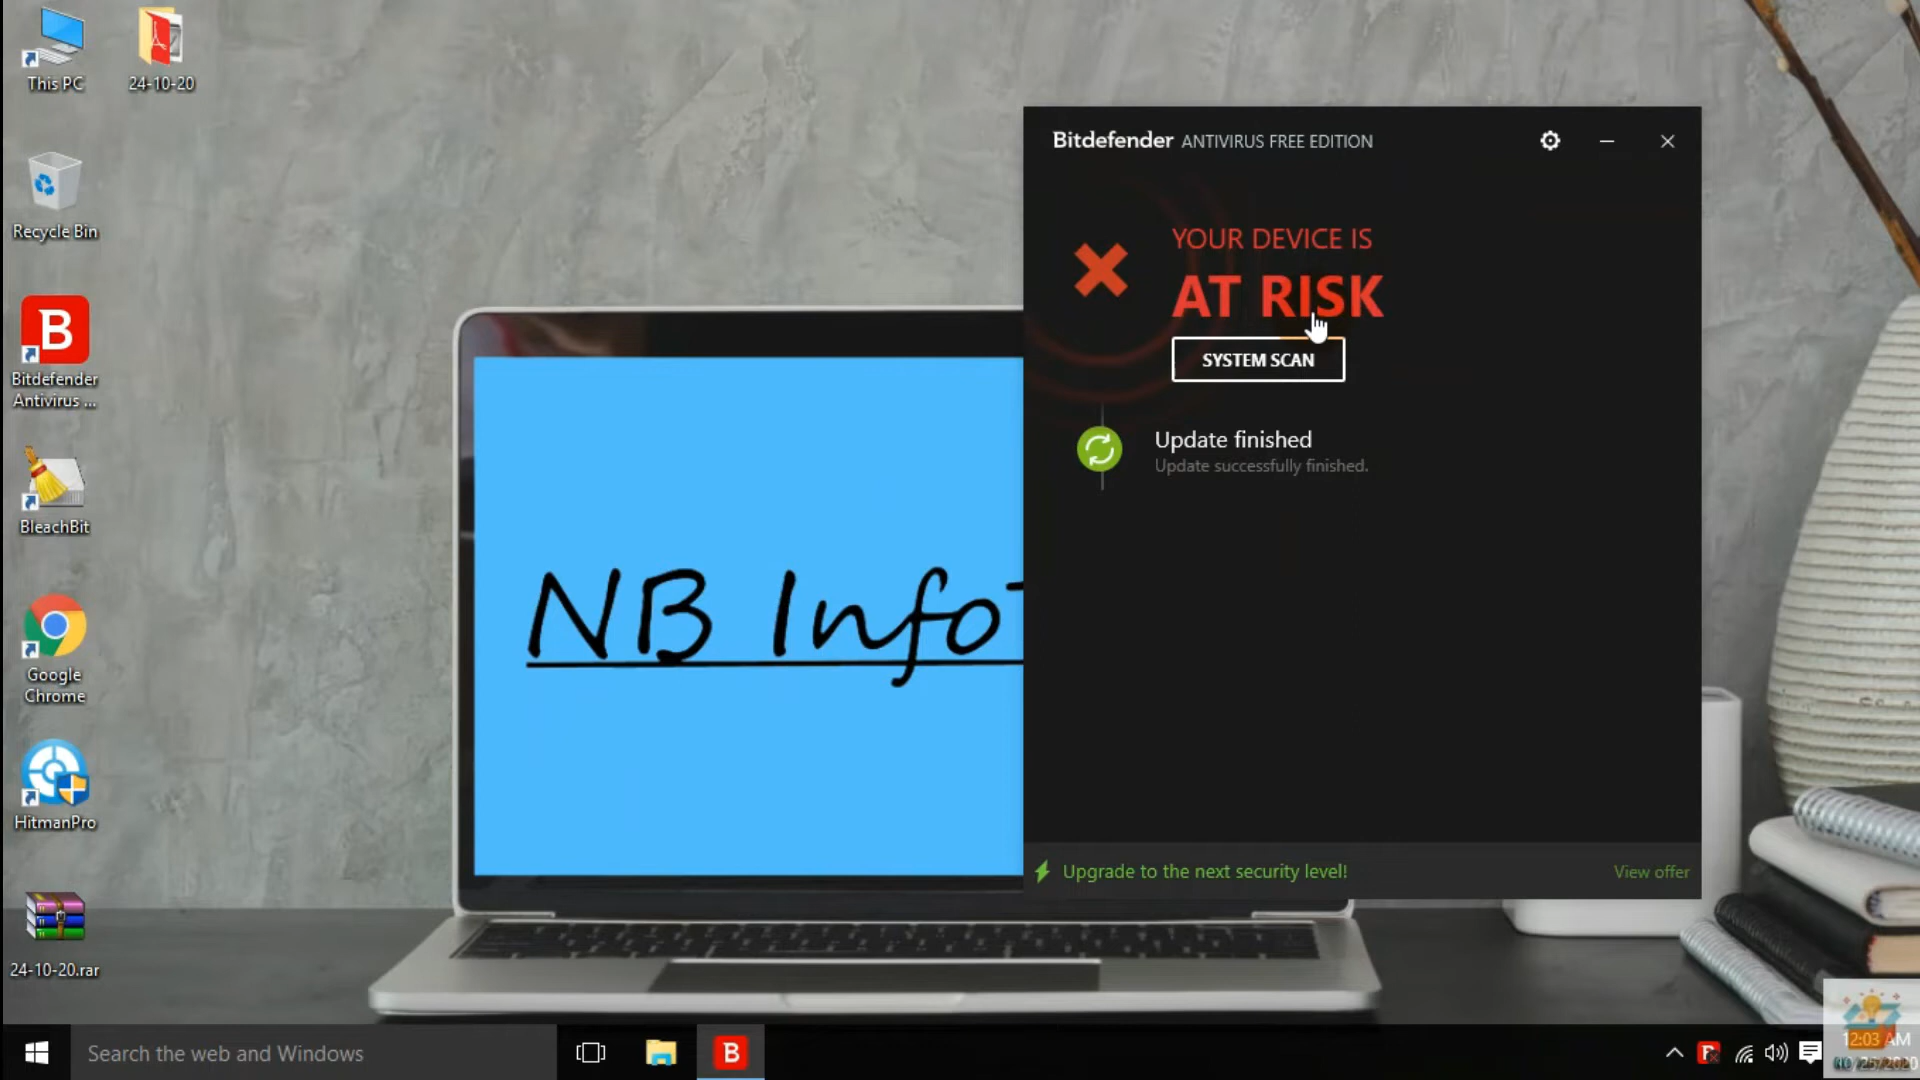 This PC
24-10-20
Recycle Bin
Bitdefender
Antivirus ...
BleachBit
Google
Chrome
HitmanPro
24-10-20.rar
NB Info
Bitdefender ANTIVIRUS FREE EDITION
YOUR DEVICE IS
AT RISK
SYSTEM SCAN
Update finished
Update successfully finished.
Upgrade to the next security level!
View offer
Search the web and Windows
12:03 AM